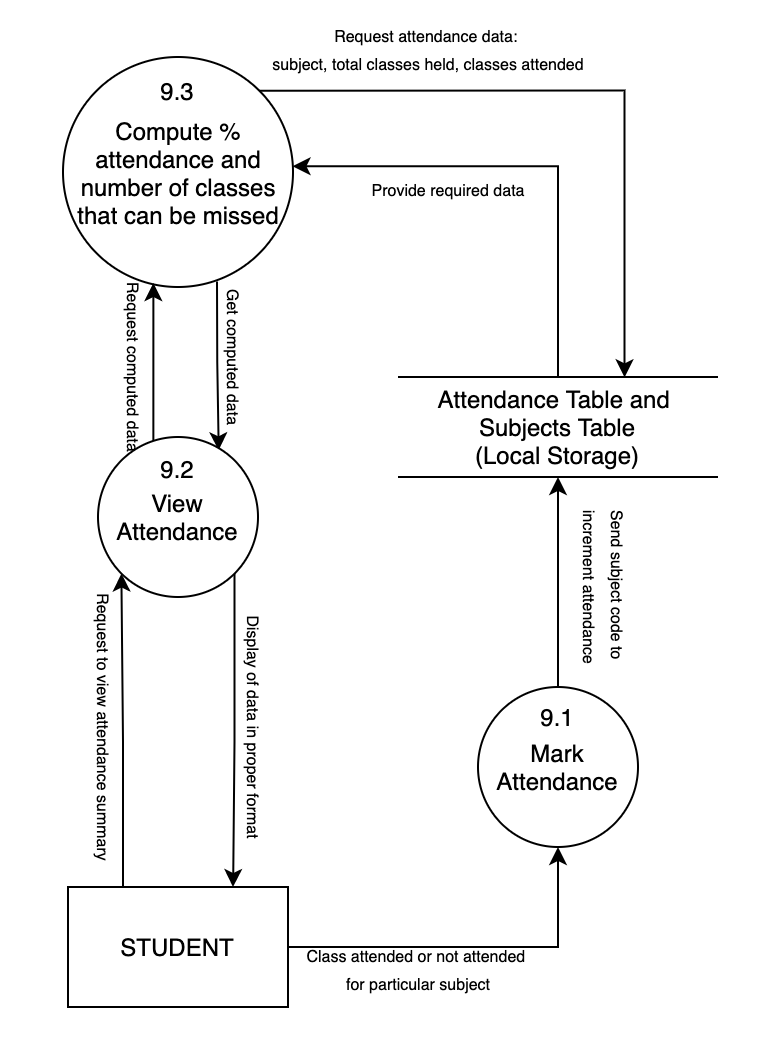 Request attendance data:
subject, total classes held, classes attended
9.3
Compute %
attendance and
number of classes
that can be missed
Provide required data
Request computed data
Get computed data
Attendance Table and
Subjects Table
(Local Storage)
9.2
View
Attendance
Send subject code to
increment attendance
Request to view attendance summary
Display of data in proper format
9.1
Mark
Attendance
STUDENT
Class attended or not attended
for particular subject